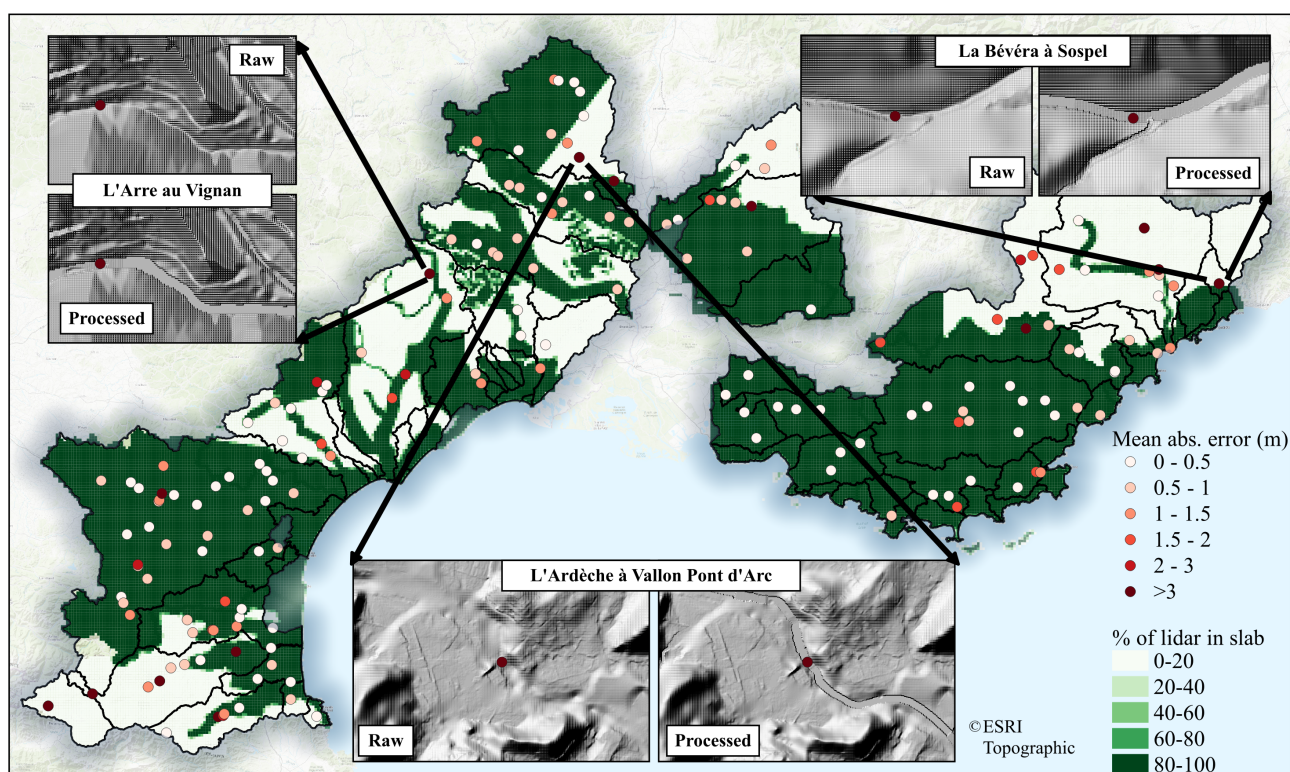 Raw
L'Arre au Vignan
Processed
La Bévéra à Sospel
Raw
Processed
L'Ardèche à Vallon Pont d'Arc
Raw
Processed
Mean abs. error (m)
0 - 0.5
0.5 - 1
1 - 1.5
1.5 - 2
2 - 3
>3
% of lidar in slab
0-20
20-40
40-60
60-80
80-100
©ESRI
Topographic